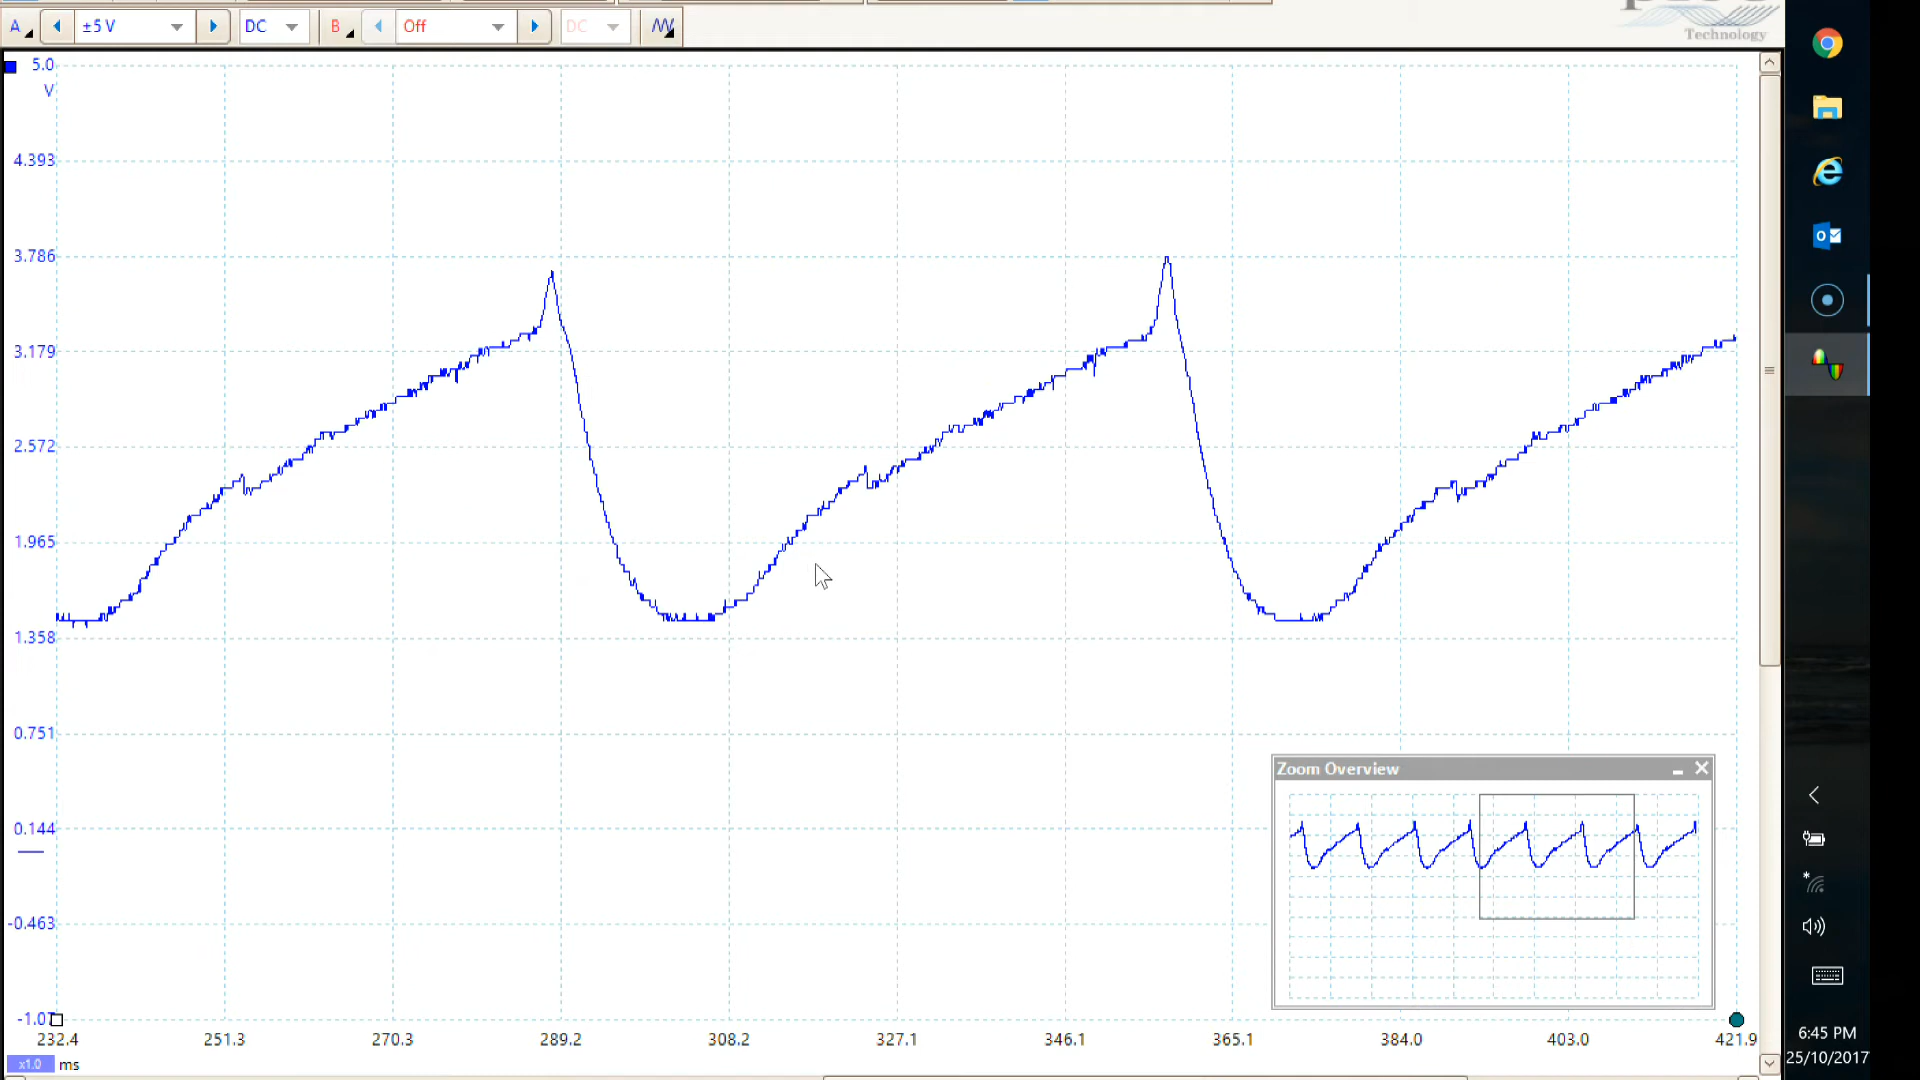 Technology
A ±5 V DC B Off DC
5.0
V
4.393
3.786
3.179
2.572
1.965
1.358
0.751
0.144
-0.463
232.4 251.3 270.3 289.2 308.2 327.1 346.1 365.1 384.0 403.0 421.9
x1.0 ms
Zoom Overview
6:45 PM
25/10/2017